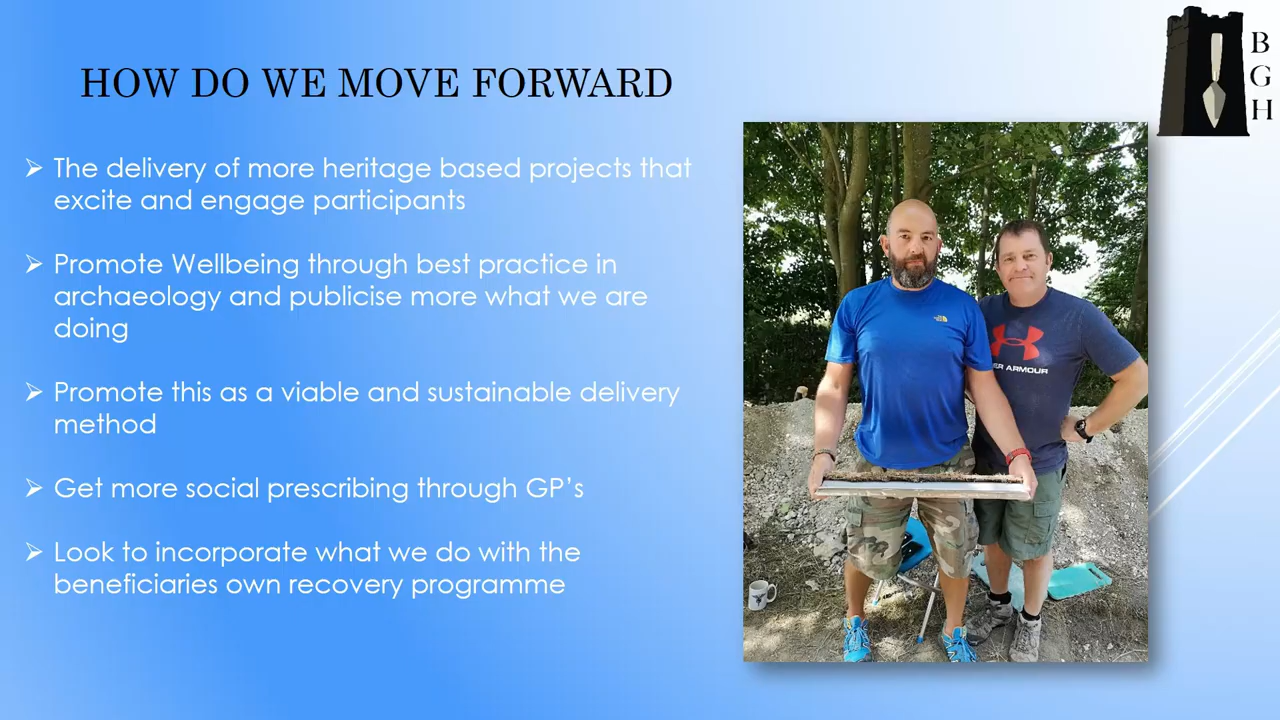 HOW DO WE MOVE FORWARD
B
G
H
The delivery of more heritage based projects that
excite and engage participants
Promote Wellbeing through best practice in
archaeology and publicise more what we are
doing
Promote this as a viable and sustainable delivery
method
Get more social prescribing through GP’s
Look to incorporate what we do with the
beneficiaries own recovery programme
ER ARMOUR